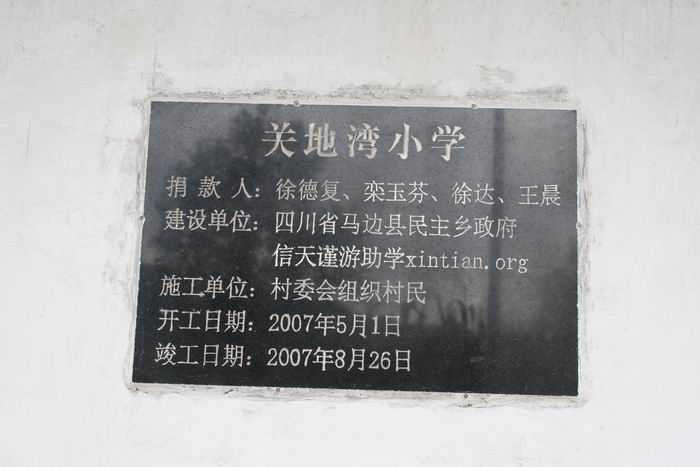 关地湾小学
捐款人：徐德复、栾玉芬、徐达、王晨
建设单位：四川省马边县民主乡政府
信天谨游助学xintian.org
施工单位：村委会组织村民
开工日期：2007年5月1日
竣工日期：2007年8月26日